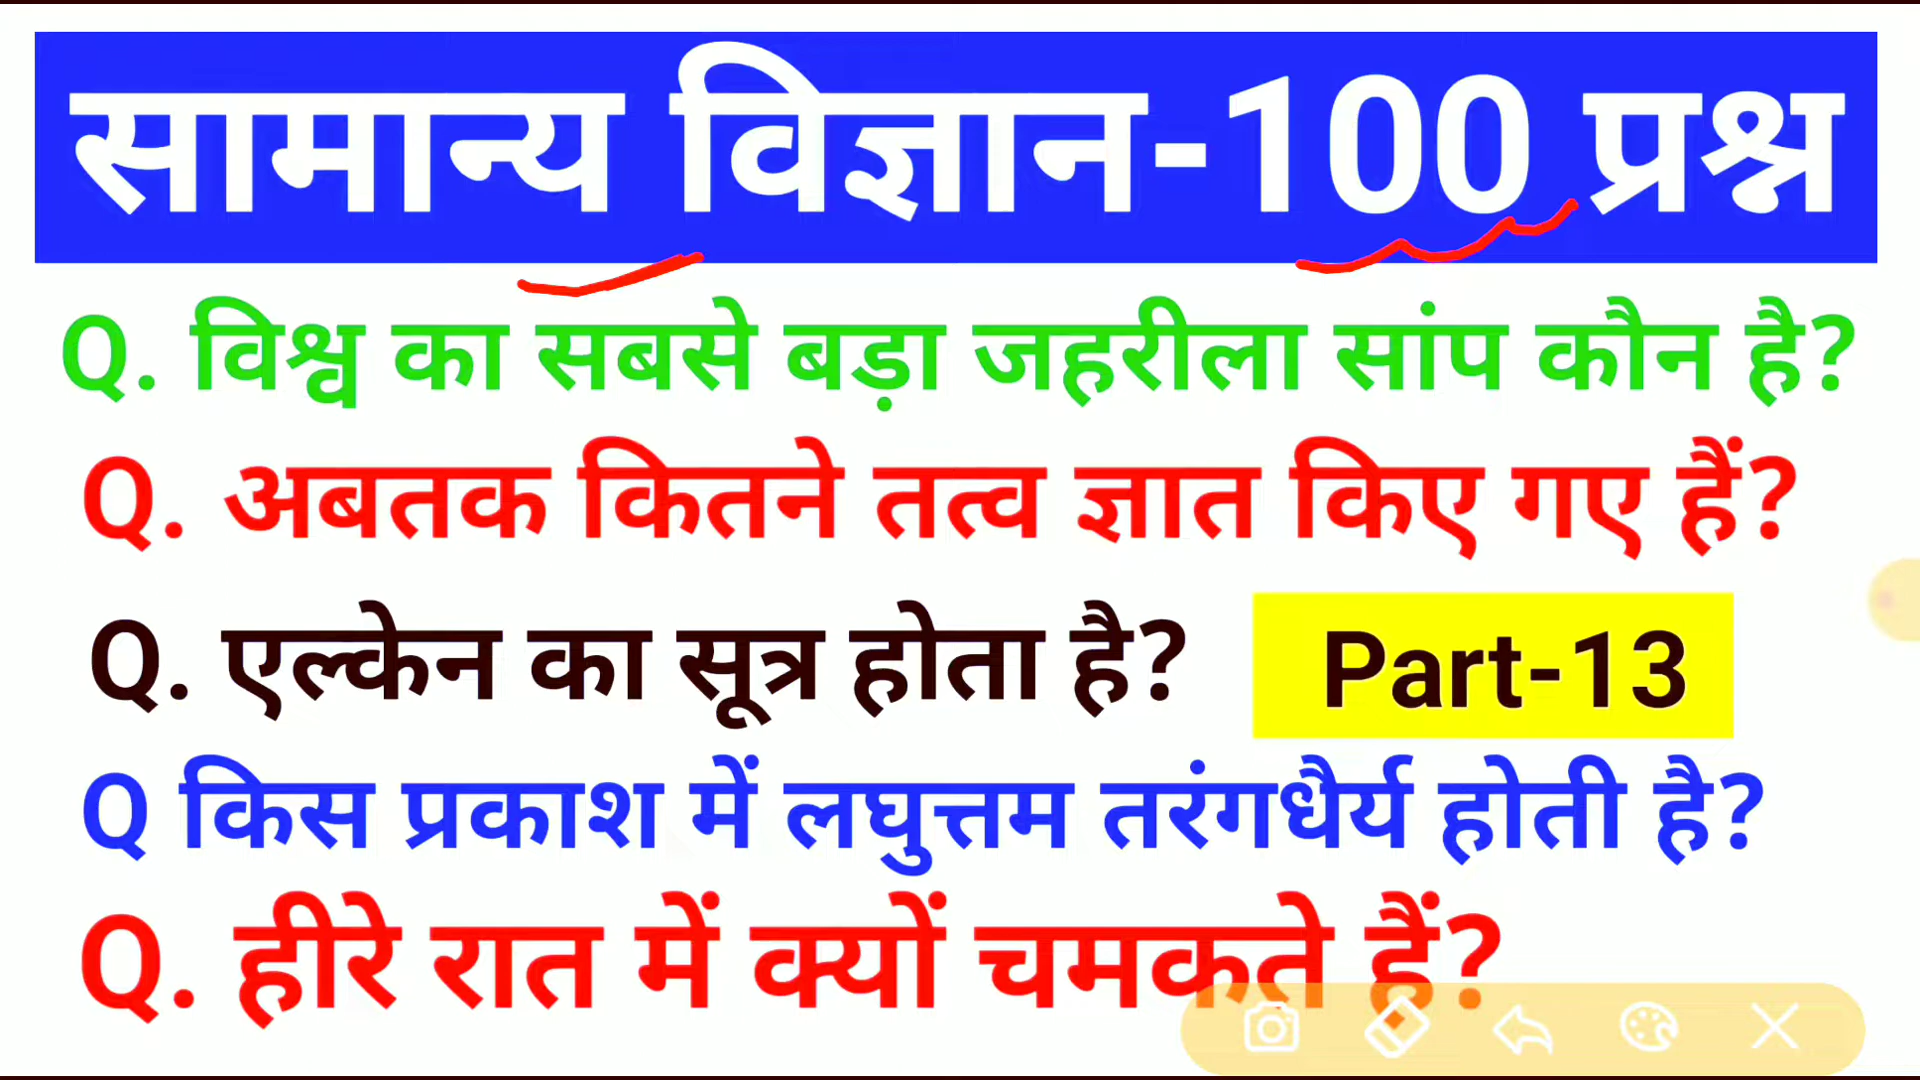 सामान्य विज्ञान-100 प्रश्न
Q. विश्व का सबसे बड़ा जहरीला सांप कौन है?
Q. अबतक कितने तत्व ज्ञात किए गए हैं?
Q. एल्केन का सूत्र होता है? Part-13
Q किस प्रकाश में लघुत्तम तरंगधैर्य होती है?
Q. हीरे रात में क्यों चमकते हैं?